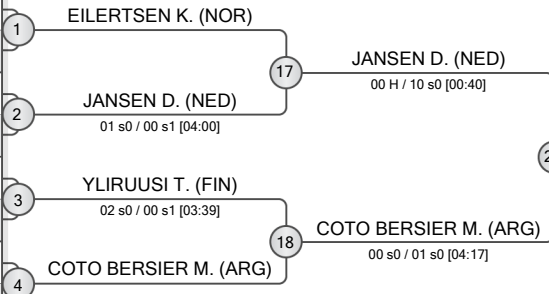 1
EILERTSEN K. (NOR)
17
JANSEN D. (NED)
00 H / 10 s0 [00:40]
2
JANSEN D. (NED)
01 s0 / 00 s1 [04:00]
3
YLIRUUSI T. (FIN)
02 s0 / 00 s1 [03:39]
18
COTO BERSIER M. (ARG)
00 s0 / 01 s0 [04:17]
4
COTO BERSIER M. (ARG)